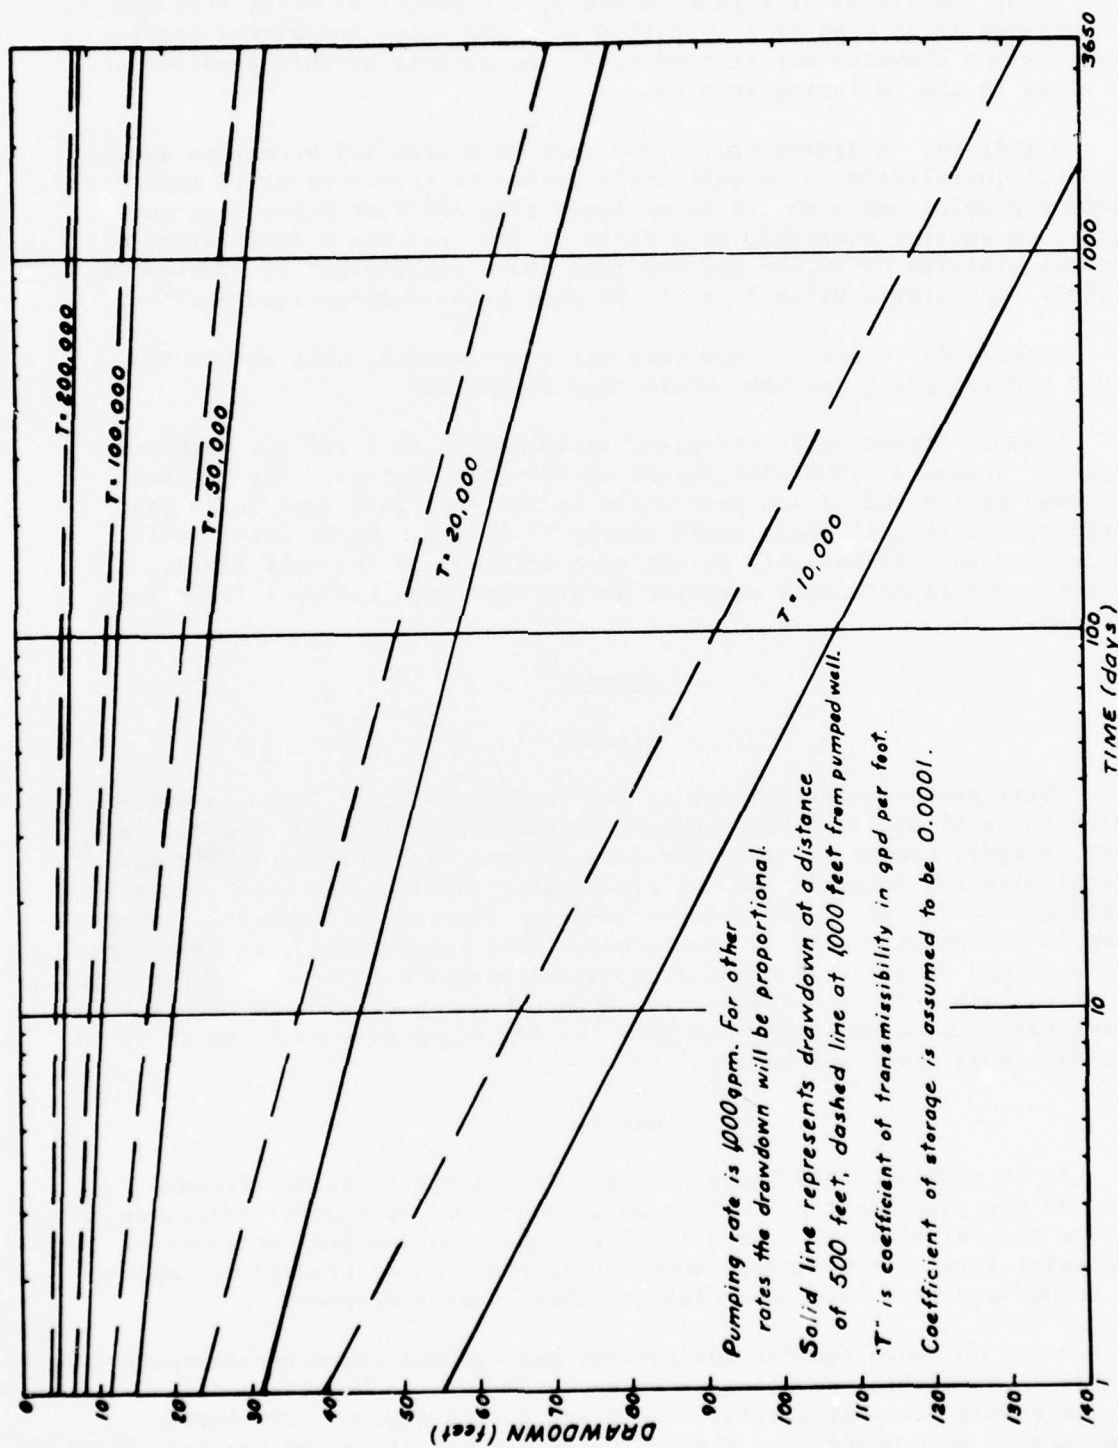 DRAWDOWN (feet)
0
10
20
30
40
50
60
70
80
90
100
110
120
130
140
T = 200,000
T = 100,000
T = 50,000
T = 20,000
T = 10,000
Pumping rate is 1,000 gpm. For other
rates the drawdown will be proportional.
Solid line represents drawdown at a distance
of 500 feet, dashed line at 1,000 feet from pumped well.
"T" is coefficient of transmissibility in gpd per foot.
Coefficient of storage is assumed to be 0.0001.
1
10
100
1000
3650
TIME (days)